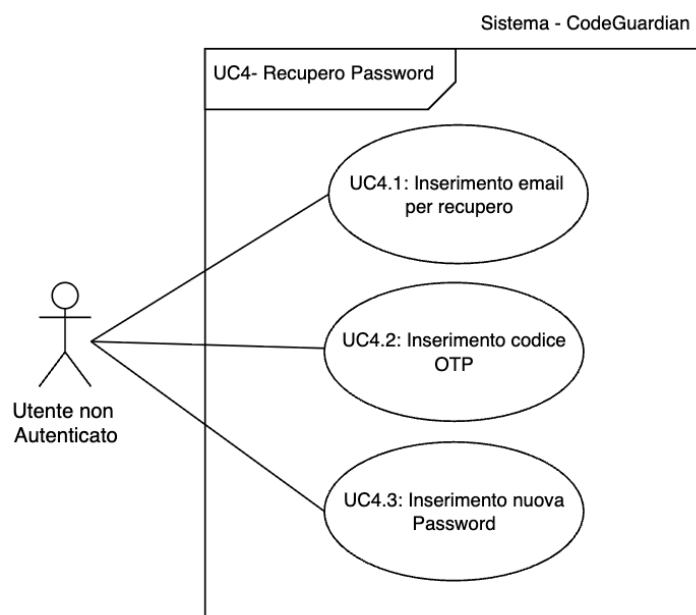 Sistema - CodeGuardian
UC4- Recupero Password
UC4.1: Inserimento email
per recupero
UC4.2: Inserimento codice
OTP
Utente non
Autenticato
UC4.3: Inserimento nuova
Password